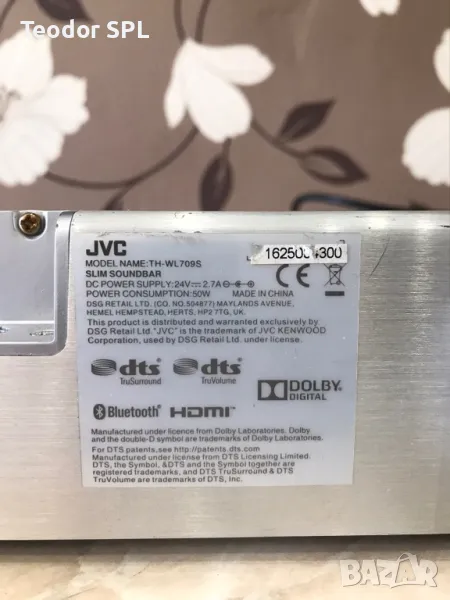 Teodor SPL
JVC
MODEL NAME:TH-WL709S
SLIM SOUNDBAR
DC POWER SUPPLY:24V 2.7A
POWER CONSUMPTION:50W MADE IN CHINA
DSG RETAIL LTD. (CO. NO.504877) MAYLANDS AVENUE,
HEMEL HEMPSTEAD, HERTS. HP2 7TG, UK.
CE
This product is distributed and warranted exclusively by
DSG Retail Ltd. "JVC" is the trademark of JVC KENWOOD
Corporation, used by DSG Retail Ltd. under license.
dts TruSurround
dts TruVolume
DOLBY DIGITAL
Bluetooth HDMI
Manufactured under licence from Dolby Laboratories. Dolby
and the double-D symbol are trademarks of Dolby Laboratories.
For DTS patents,see http://patents.dts.com
Manufactured under license from DTS Licensing Limited.
DTS, the Symbol, &DTS and the Symbol together are
registered trademarks, and DTS TruSurround & DTS
TruVolume are trademarks of DTS, Inc.
BAZAR